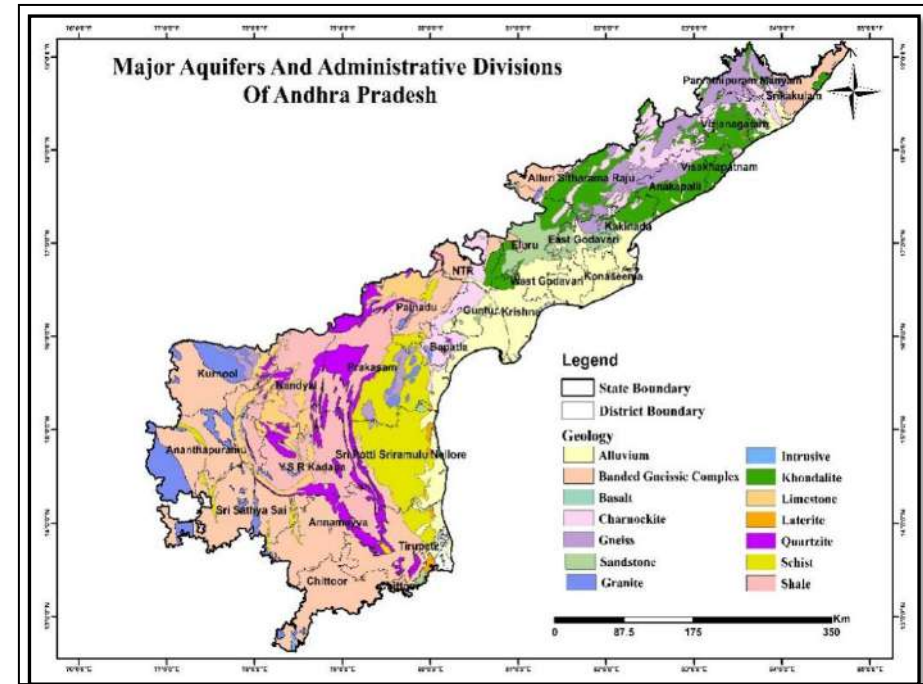 Major Aquifers And Administrative Divisions
Of Andhra Pradesh
Parvathipuram Manyam
Srikakulam
Vizianagaram
Visakhapatnam
Alluri Sitharama Raju
Anakapalli
Kakinada
East Godavari
Eluru
NTR
West Godavari
Konaseema
Palnadu
Guntur
Krishna
Bapatla
Prakasam
Kurnool
Nandyal
Ananthapuramu
Sri Potti Sriramulu Nellore
Y.S.R Kadapa
Sri Sathya Sai
Annamayya
Tirupati
Chittoor
Chittoor
Legend
State Boundary
District Boundary
Geology
Alluvium
Banded Gneissic Complex
Basalt
Charnockite
Gneiss
Sandstone
Granite
Intrusive
Khondalite
Limestone
Laterite
Quartzite
Schist
Shale
Km
0 87.5 175 350